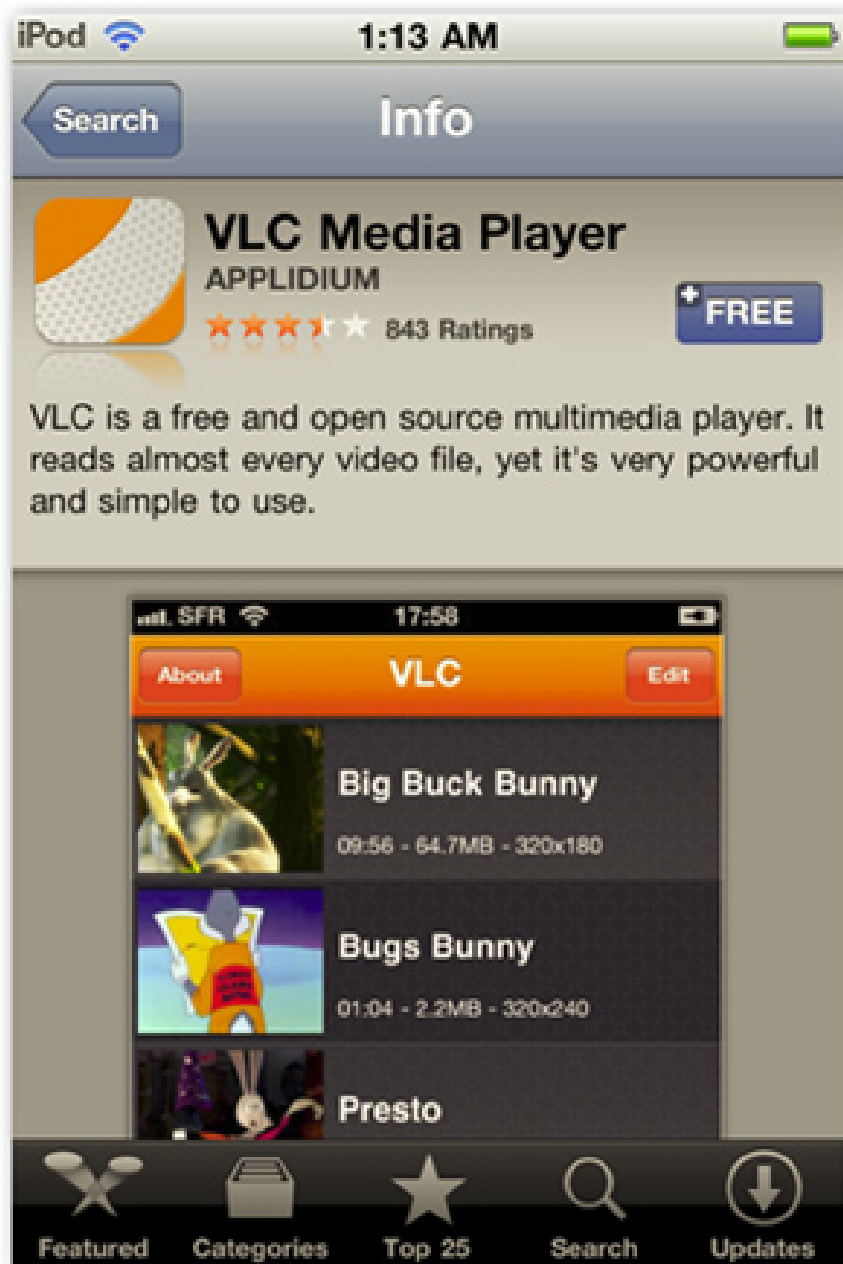 iPod 1:13 AM
Search Info
VLC Media Player
APPLIDIUM
843 Ratings
FREE
VLC is a free and open source multimedia player. It
reads almost every video file, yet it's very powerful
and simple to use.
SFR 17:58
About VLC Edit
Big Buck Bunny
09:56 - 64.7MB - 320x180
Bugs Bunny
01:04 - 2.2MB - 320x240
Presto
Featured Categories Top 25 Search Updates